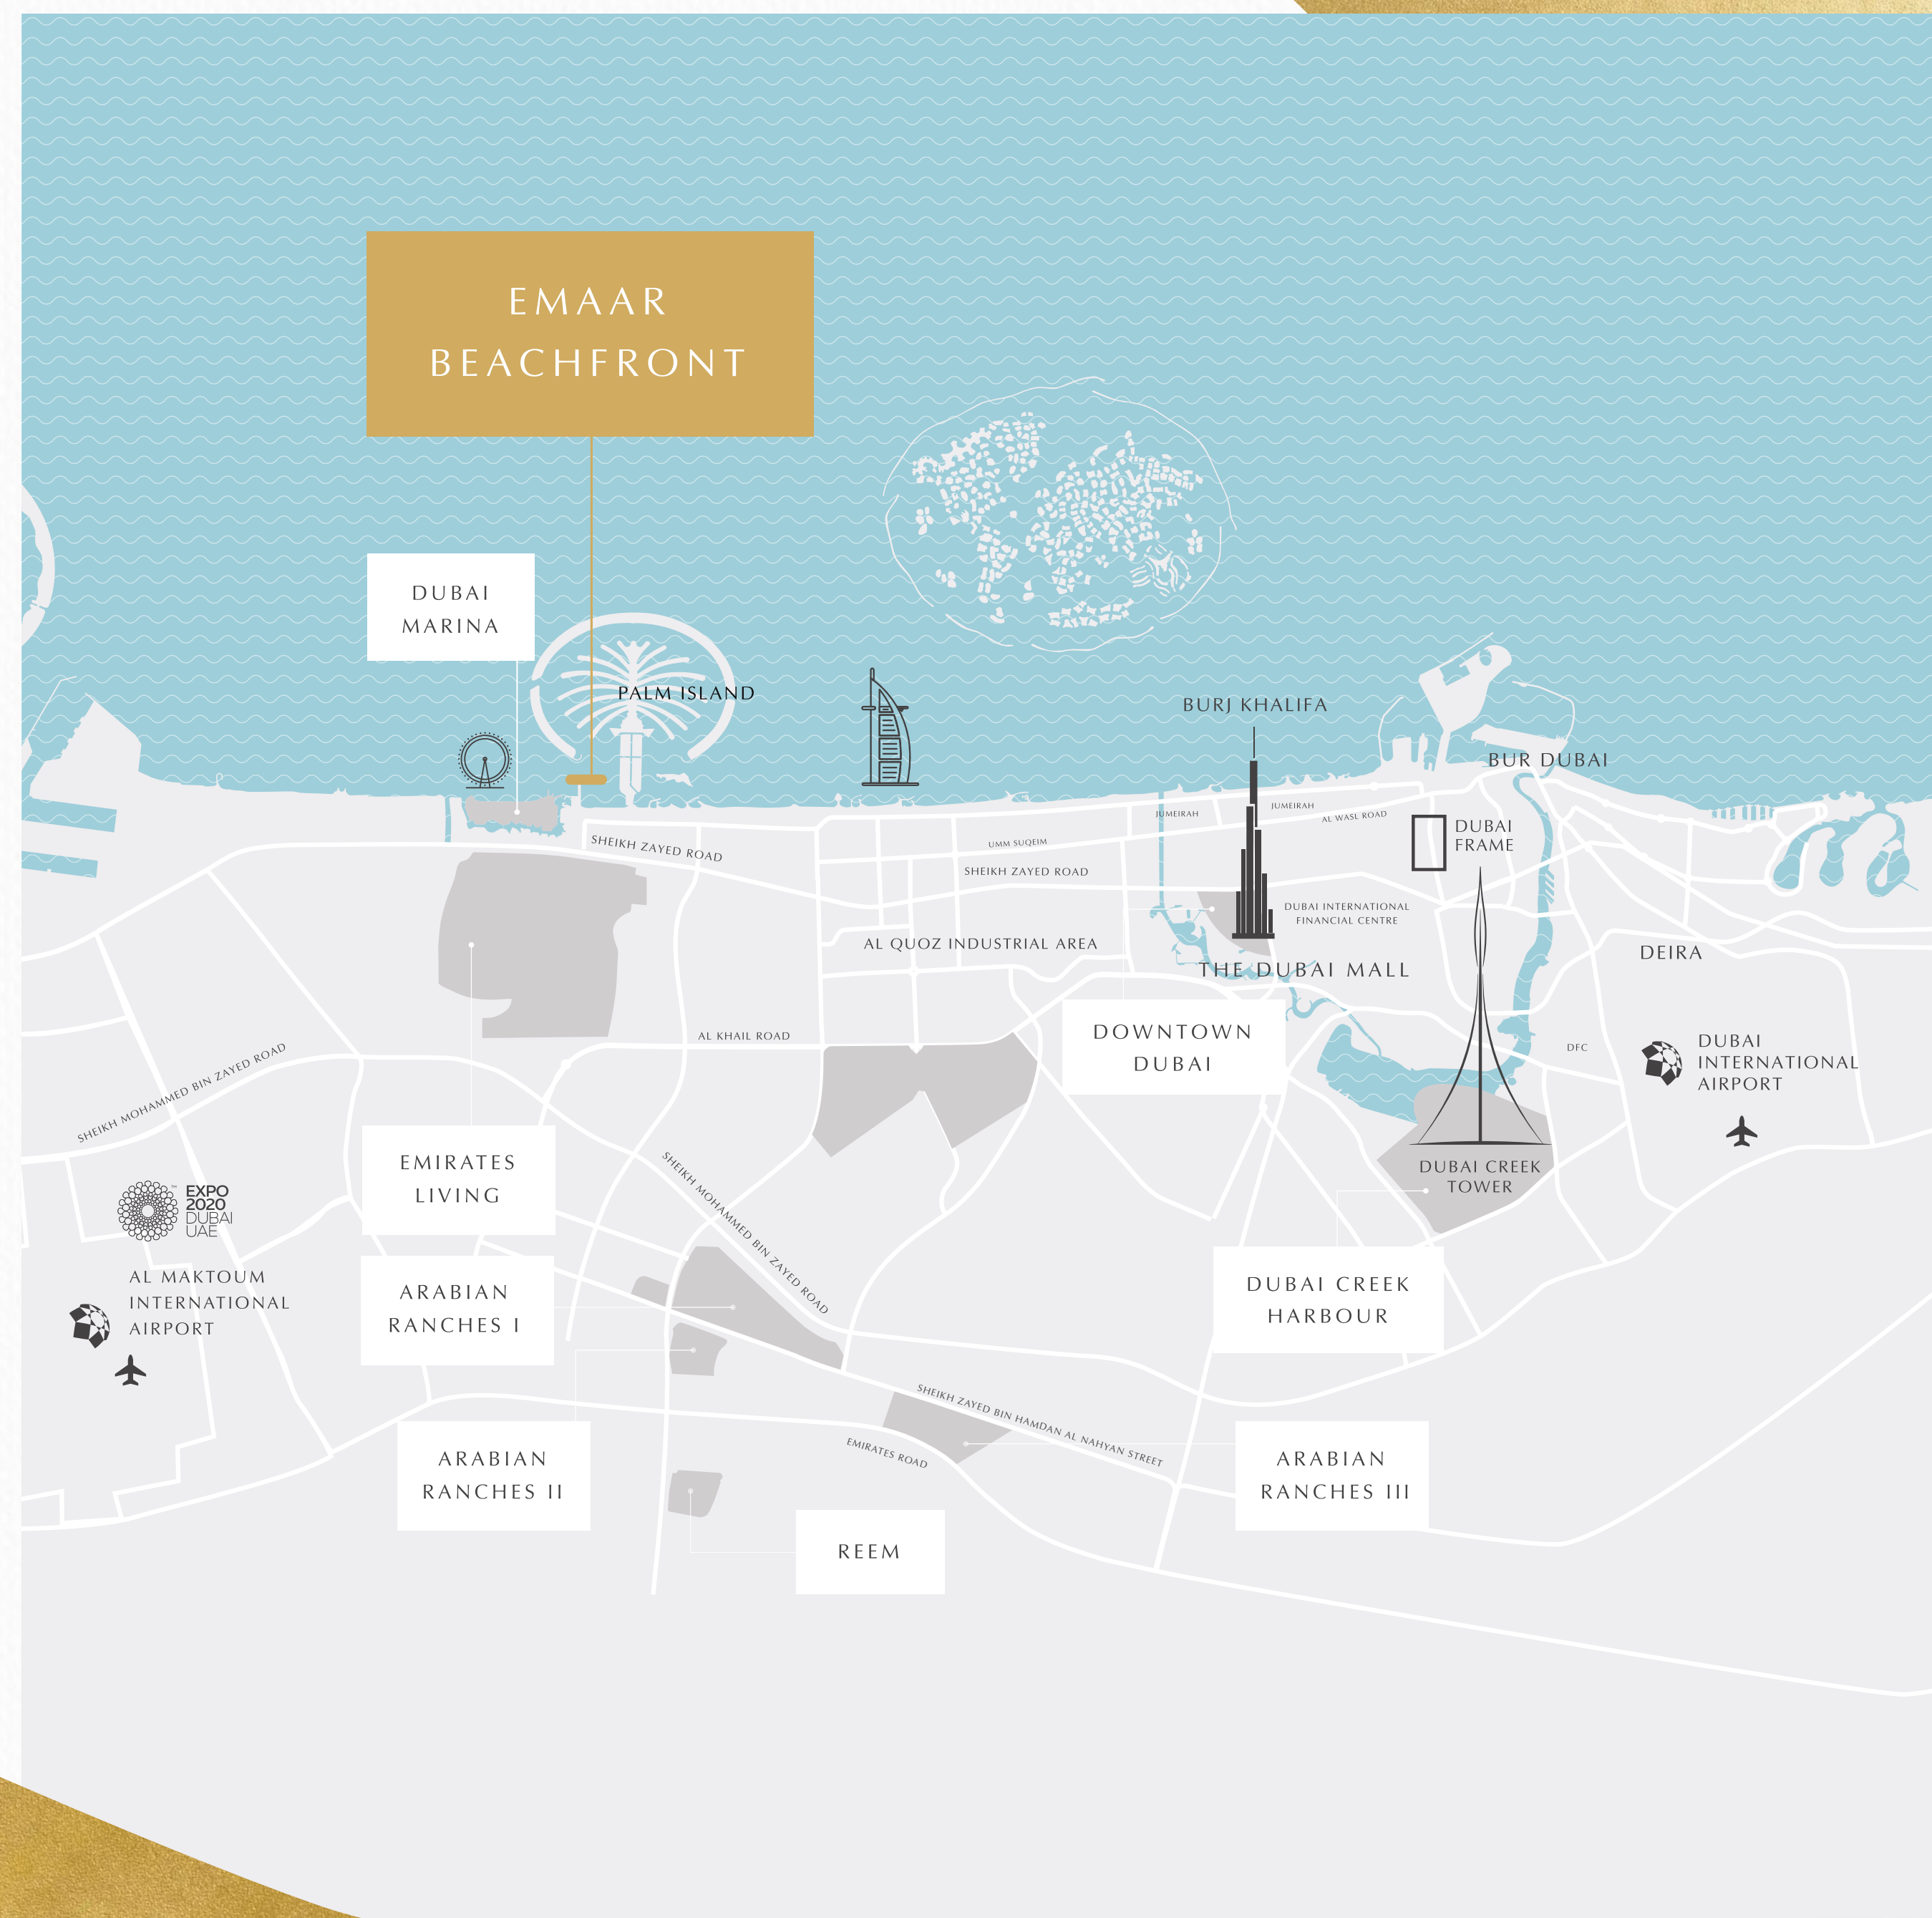 EMAAR
BEACHFRONT
DUBAI
MARINA
PALM ISLAND
BURJ KHALIFA
BUR DUBAI
JUMEIRAH
JUMEIRAH
AL WASL ROAD
DUBAI
FRAME
SHEIKH ZAYED ROAD
UMM SUQEIM
SHEIKH ZAYED ROAD
DUBAI INTERNATIONAL
FINANCIAL CENTRE
AL QUOZ INDUSTRIAL AREA
THE DUBAI MALL
DEIRA
DOWNTOWN
DUBAI
AL KHAIL ROAD
DFC
DUBAI
INTERNATIONAL
AIRPORT
SHEIKH MOHAMMED BIN ZAYED ROAD
EMIRATES
LIVING
SHEIKH MOHAMMED BIN ZAYED ROAD
DUBAI CREEK
TOWER
EXPO
2020
DUBAI
UAE
TM
AL MAKTOUM
INTERNATIONAL
AIRPORT
ARABIAN
RANCHES I
DUBAI CREEK
HARBOUR
SHEIKH ZAYED BIN HAMDAN AL NAHYAN STREET
EMIRATES ROAD
ARABIAN
RANCHES II
ARABIAN
RANCHES III
REEM